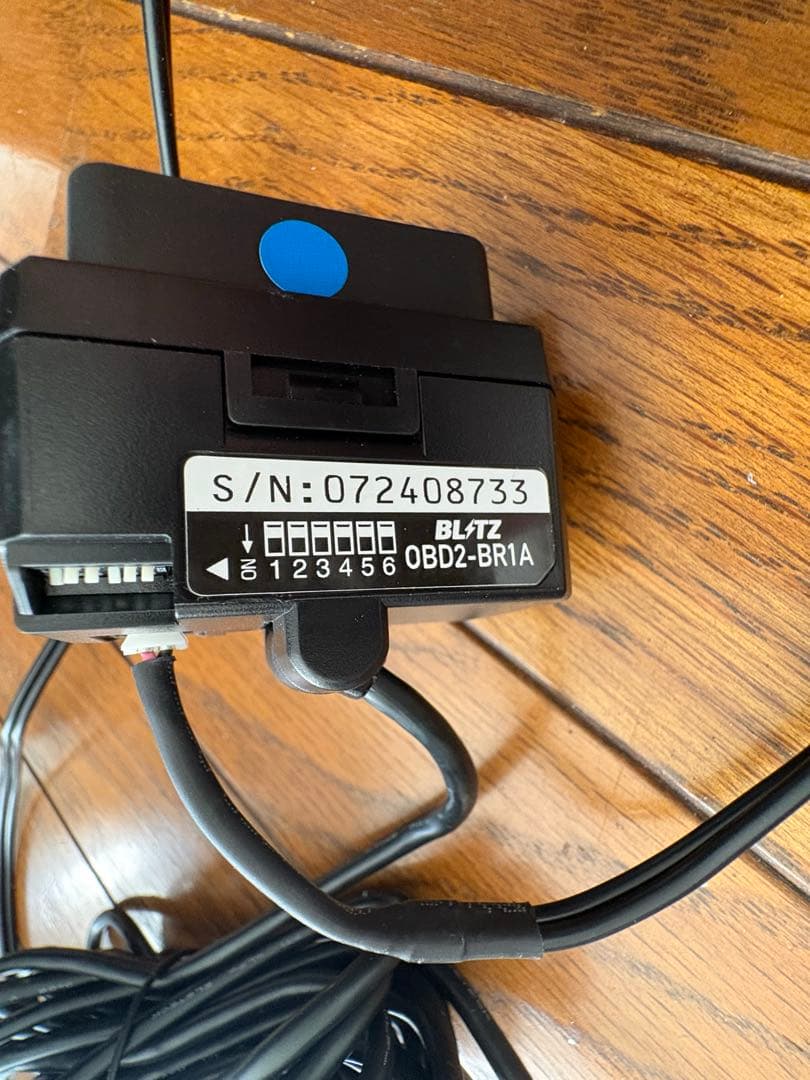 S/N:072408733
BLITZ
ON 1 2 3 4 5 6 OBD2-BR1A